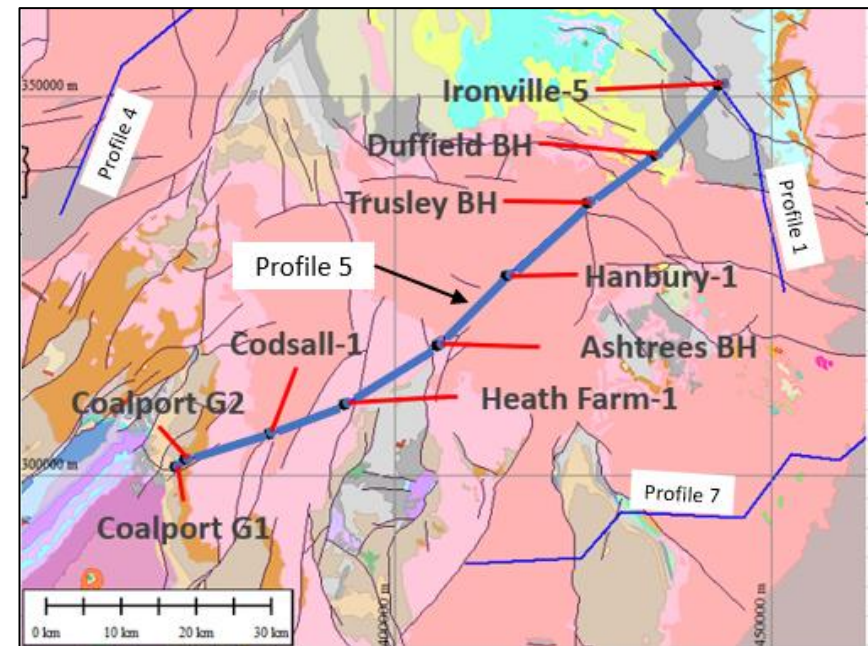 Ironville-5
350000 m
Profile 4
Duffield BH
Trusley BH
Profile 1
Profile 5
Hanbury-1
Codsall-1
Ashtrees BH
Coalport G2
Heath Farm-1
300000 m
Profile 7
Coalport G1
400000 m
450000 m
0 km 10 km 20 km 30 km